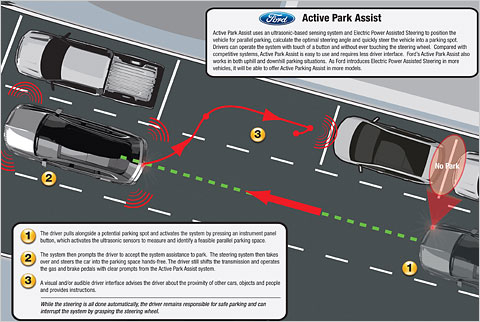 Ford
Active Park Assist
Active Park Assist uses an ultrasonic-based sensing system and Electric Power Assisted Steering to position the
vehicle for parallel parking, calculate the optimal steering angle and quickly steer the vehicle into a parking spot.
Drivers can operate the system with touch of a button and without ever touching the steering wheel. Compared with
competitive systems, Active Park Assist is easy to use and requires less driver interface. Ford's Active Park Assist also
works in both uphill and downhill parking situations. As Ford introduces Electric Power Assisted Steering in more
vehicles, it will be able to offer Active Parking Assist in more models.
3
No Park
2
1
1 The driver pulls alongside a potential parking spot and activates the system by pressing an instrument panel
button, which activates the ultrasonic sensors to measure and identify a feasible parallel parking space.
2 The system then prompts the driver to accept the system assistance to park. The steering system then takes
over and steers the car into the parking space hands-free. The driver still shifts the transmission and operates
the gas and brake pedals with clear prompts from the Active Park Assist system.
3 A visual and/or audible driver interface advises the driver about the proximity of other cars, objects and people
and provides instructions.
While the steering is all done automatically, the driver remains responsible for safe parking and can
interrupt the system by grasping the steering wheel.